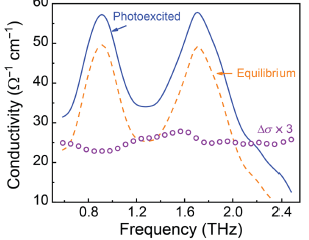 60
50
40
30
20
10
Conductivity (Ω⁻¹ cm⁻¹)
Photoexcited
Equilibrium
Δσ × 3
0.8 1.2 1.6 2.0 2.4
Frequency (THz)